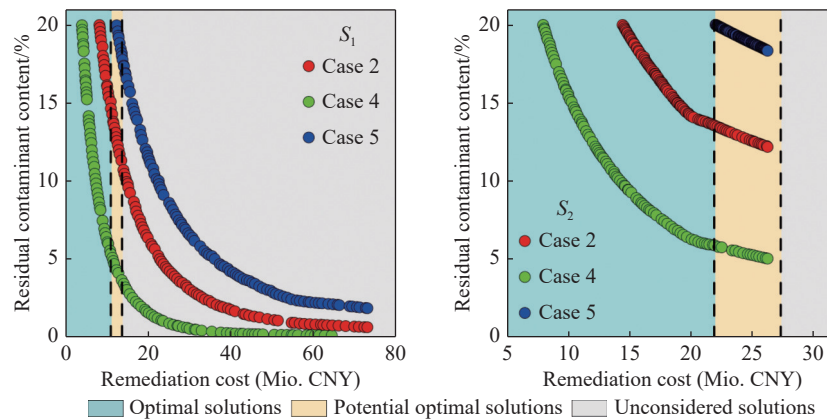 20
15
10
5
0
Residual contaminant content/%
0 20 40 60 80
Remediation cost (Mio. CNY)
S1
Case 2
Case 4
Case 5
20
15
10
5
0
Residual contaminant content/%
5 10 15 20 25 30
Remediation cost (Mio. CNY)
S2
Case 2
Case 4
Case 5
Optimal solutions Potential optimal solutions Unconsidered solutions